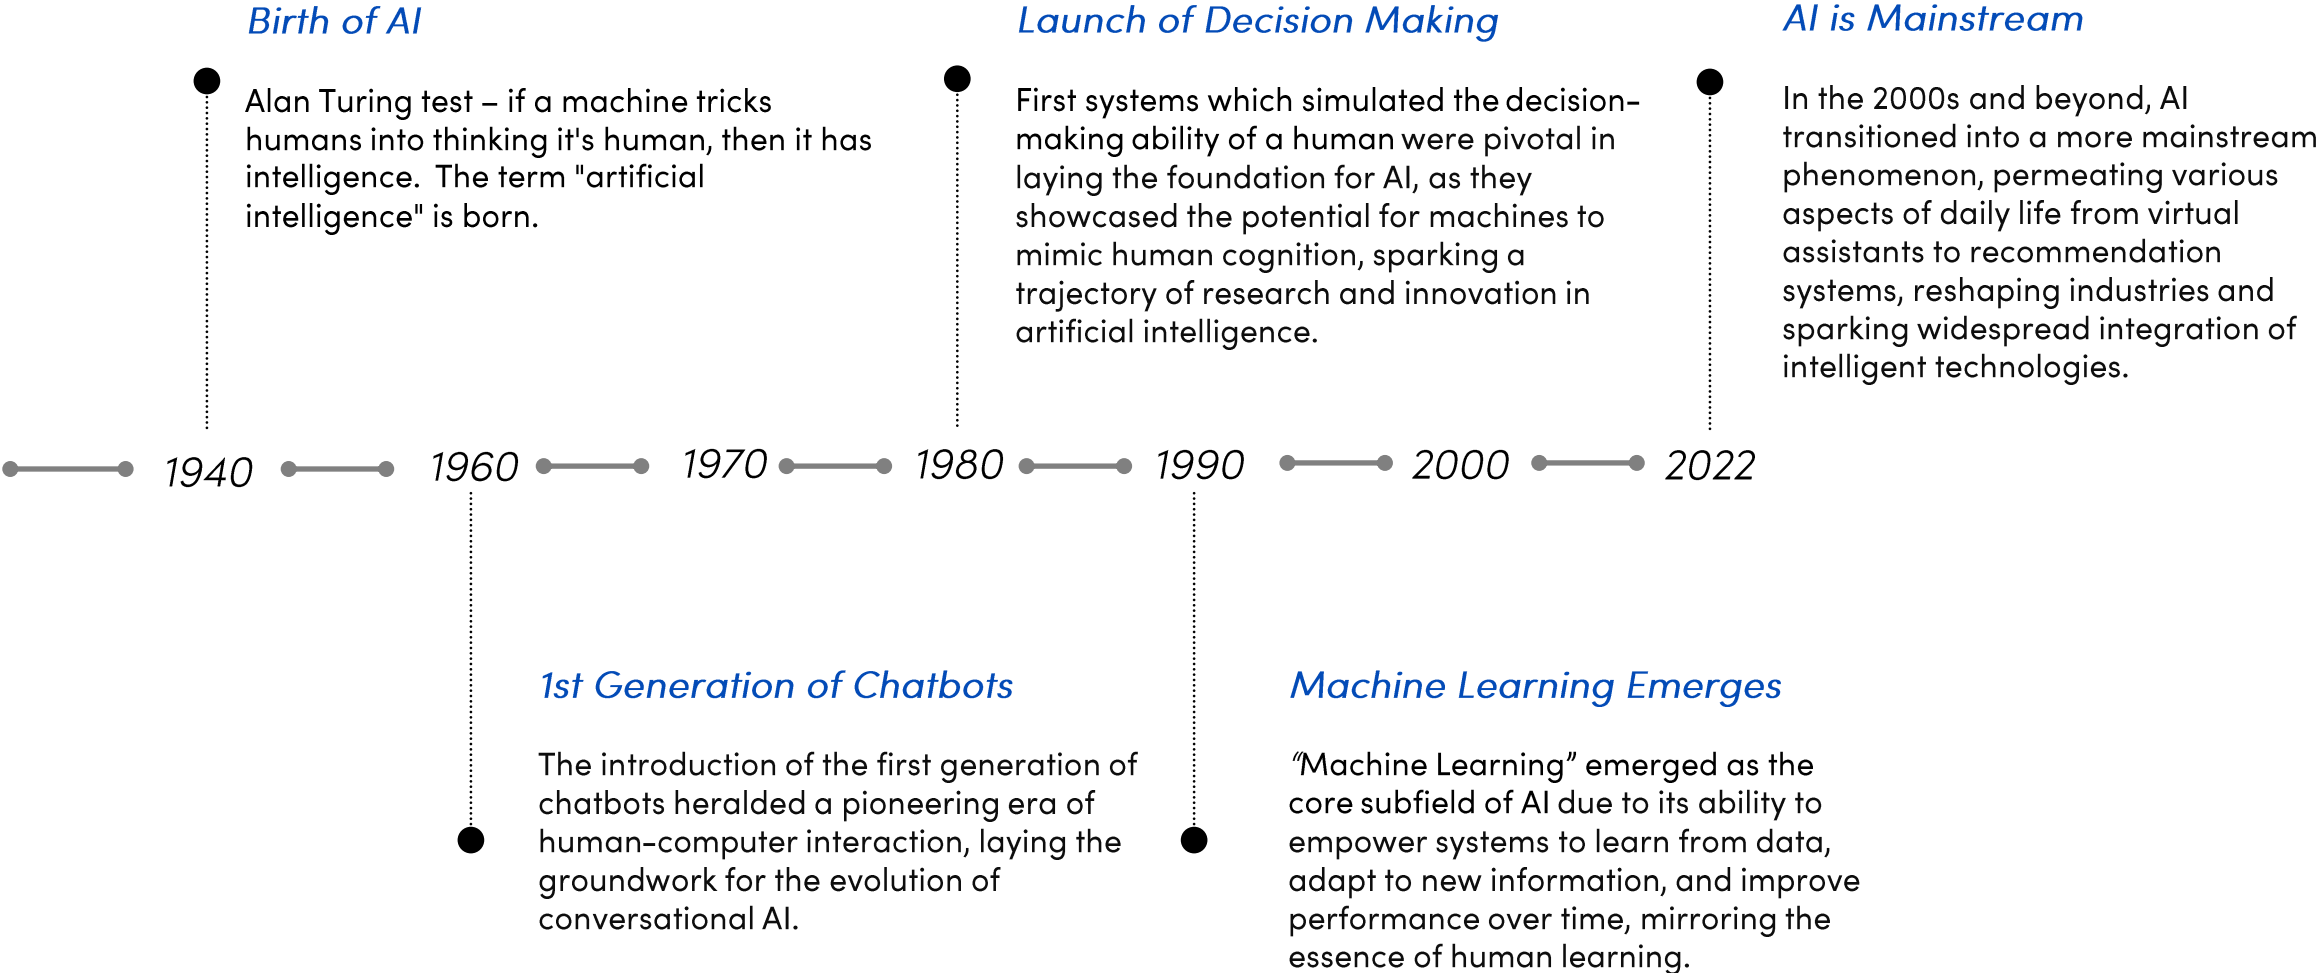 Birth of AI
Alan Turing test – if a machine tricks
humans into thinking it's human, then it has
intelligence.  The term "artificial
intelligence" is born.
Launch of Decision Making
First systems which simulated the decision-
making ability of a human were pivotal in
laying the foundation for AI, as they
showcased the potential for machines to
mimic human cognition, sparking a
trajectory of research and innovation in
artificial intelligence.
AI is Mainstream
In the 2000s and beyond, AI
transitioned into a more mainstream
phenomenon, permeating various
aspects of daily life from virtual
assistants to recommendation
systems, reshaping industries and
sparking widespread integration of
intelligent technologies.
1940 1960 1970 1980 1990 2000 2022
1st Generation of Chatbots
The introduction of the first generation of
chatbots heralded a pioneering era of
human-computer interaction, laying the
groundwork for the evolution of
conversational AI.
Machine Learning Emerges
“Machine Learning” emerged as the
core subfield of AI due to its ability to
empower systems to learn from data,
adapt to new information, and improve
performance over time, mirroring the
essence of human learning.